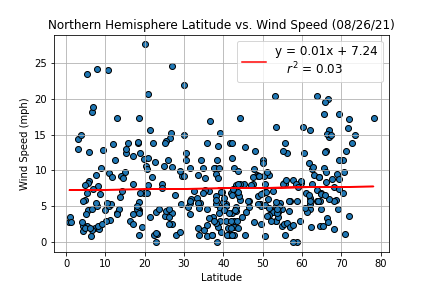 Northern Hemisphere Latitude vs. Wind Speed (08/26/21)
y = 0.01x + 7.24
r² = 0.03
Wind Speed (mph)
25
20
15
10
5
0
0 10 20 30 40 50 60 70 80
Latitude